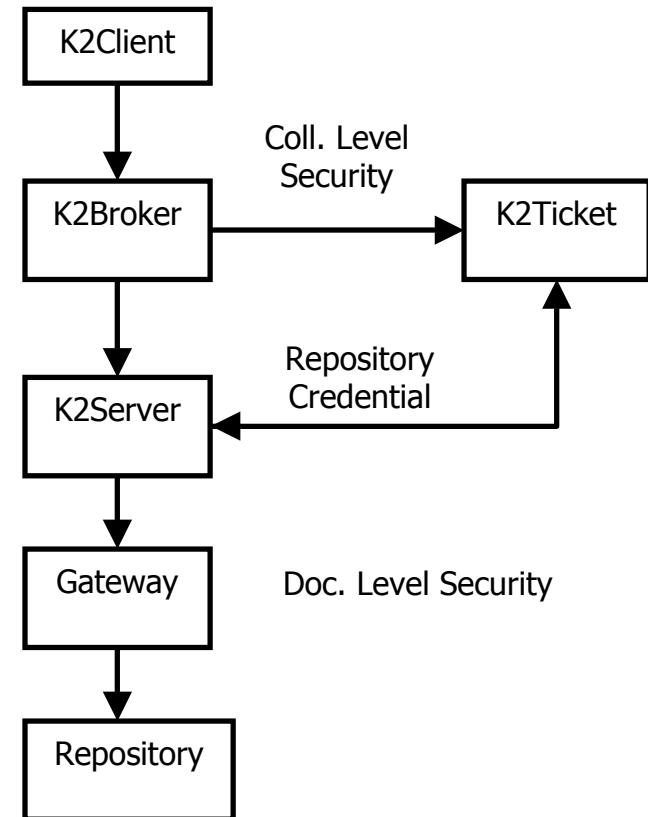 K2Client
Coll. Level
Security
K2Broker
K2Ticket
Repository
Credential
K2Server
Gateway
Doc. Level Security
Repository